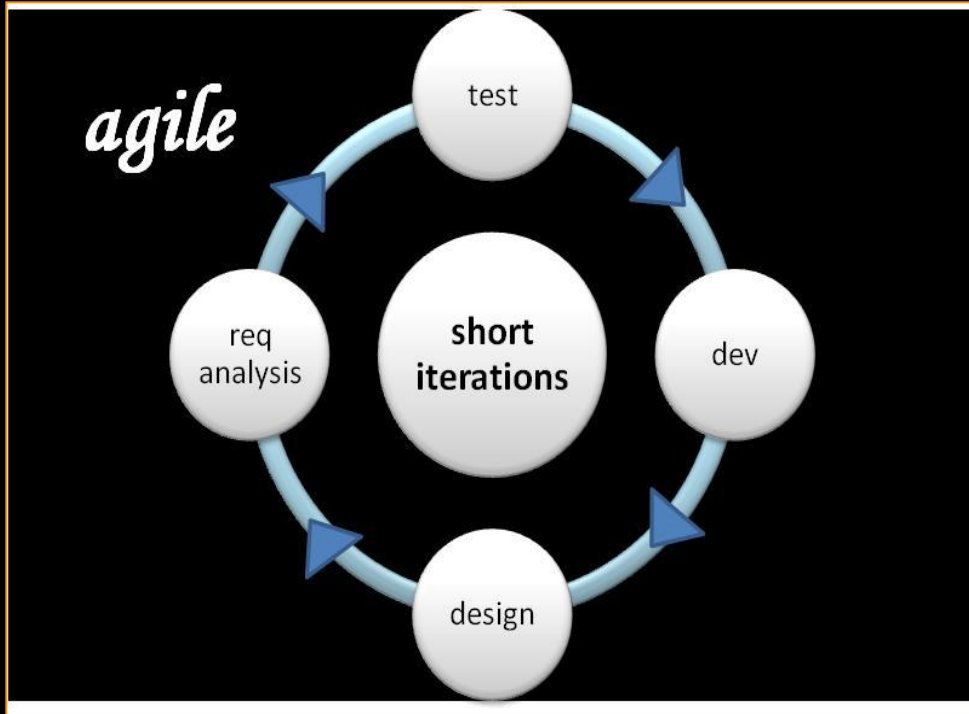 agile
test
req
analysis
short
iterations
dev
design